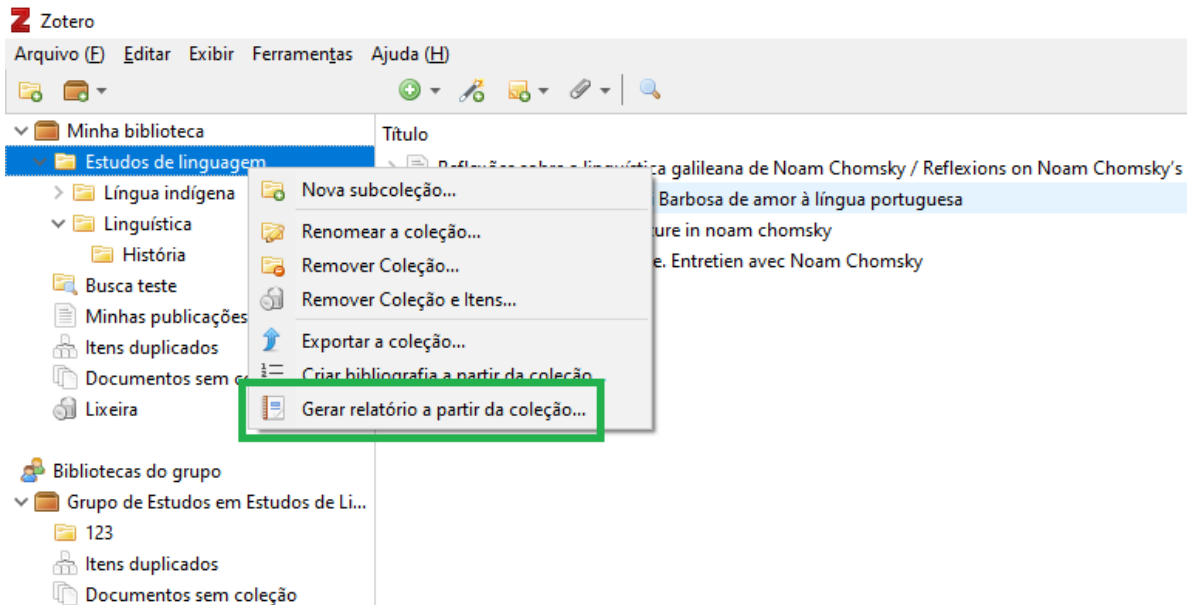 Zotero
Arquivo (F) Editar Exibir Ferramentas Ajuda (H)
Minha biblioteca
Estudos de linguagem
Língua indígena
Linguística
História
Busca teste
Minhas publicações
Itens duplicados
Documentos sem
Lixeira
Bibliotecas do grupo
Grupo de Estudos em Estudos de Li...
123
Itens duplicados
Documentos sem coleção
Título
Reflexões sobre a linguística galileana de Noam Chomsky / Reflexions on Noam Chomsky's
Barbosa de amor à língua portuguesa
in noam chomsky
Entretien avec Noam Chomsky
Nova subcoleção...
Renomear a coleção...
Remover Coleção...
Remover Coleção e Itens...
Exportar a coleção...
Criar bibliografia a partir da coleção...
Gerar relatório a partir da coleção...